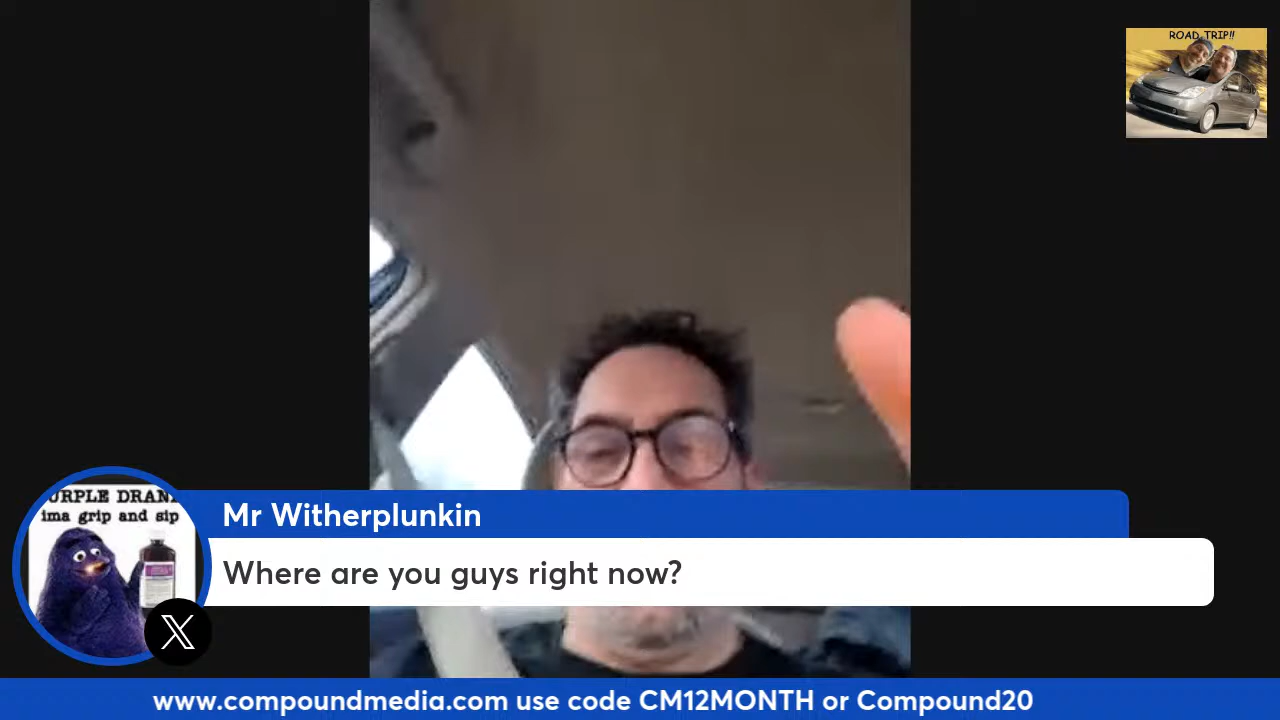 ROAD TRIP!!
URPLE DRAN
ima grip and sip
Mr Witherplunkin
Where are you guys right now?
www.compoundmedia.com use code CM12MONTH or Compound20